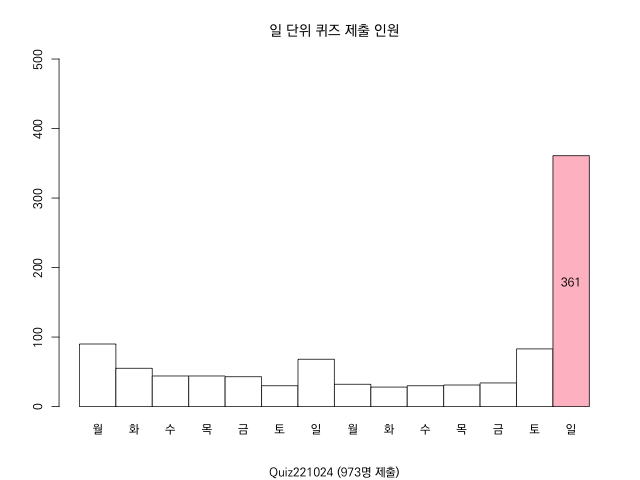 일 단위 퀴즈 제출 인원
500
400
300
200
100
0
361
월 화 수 목 금 토 일 월 화 수 목 금 토 일
Quiz221024 (973명 제출)